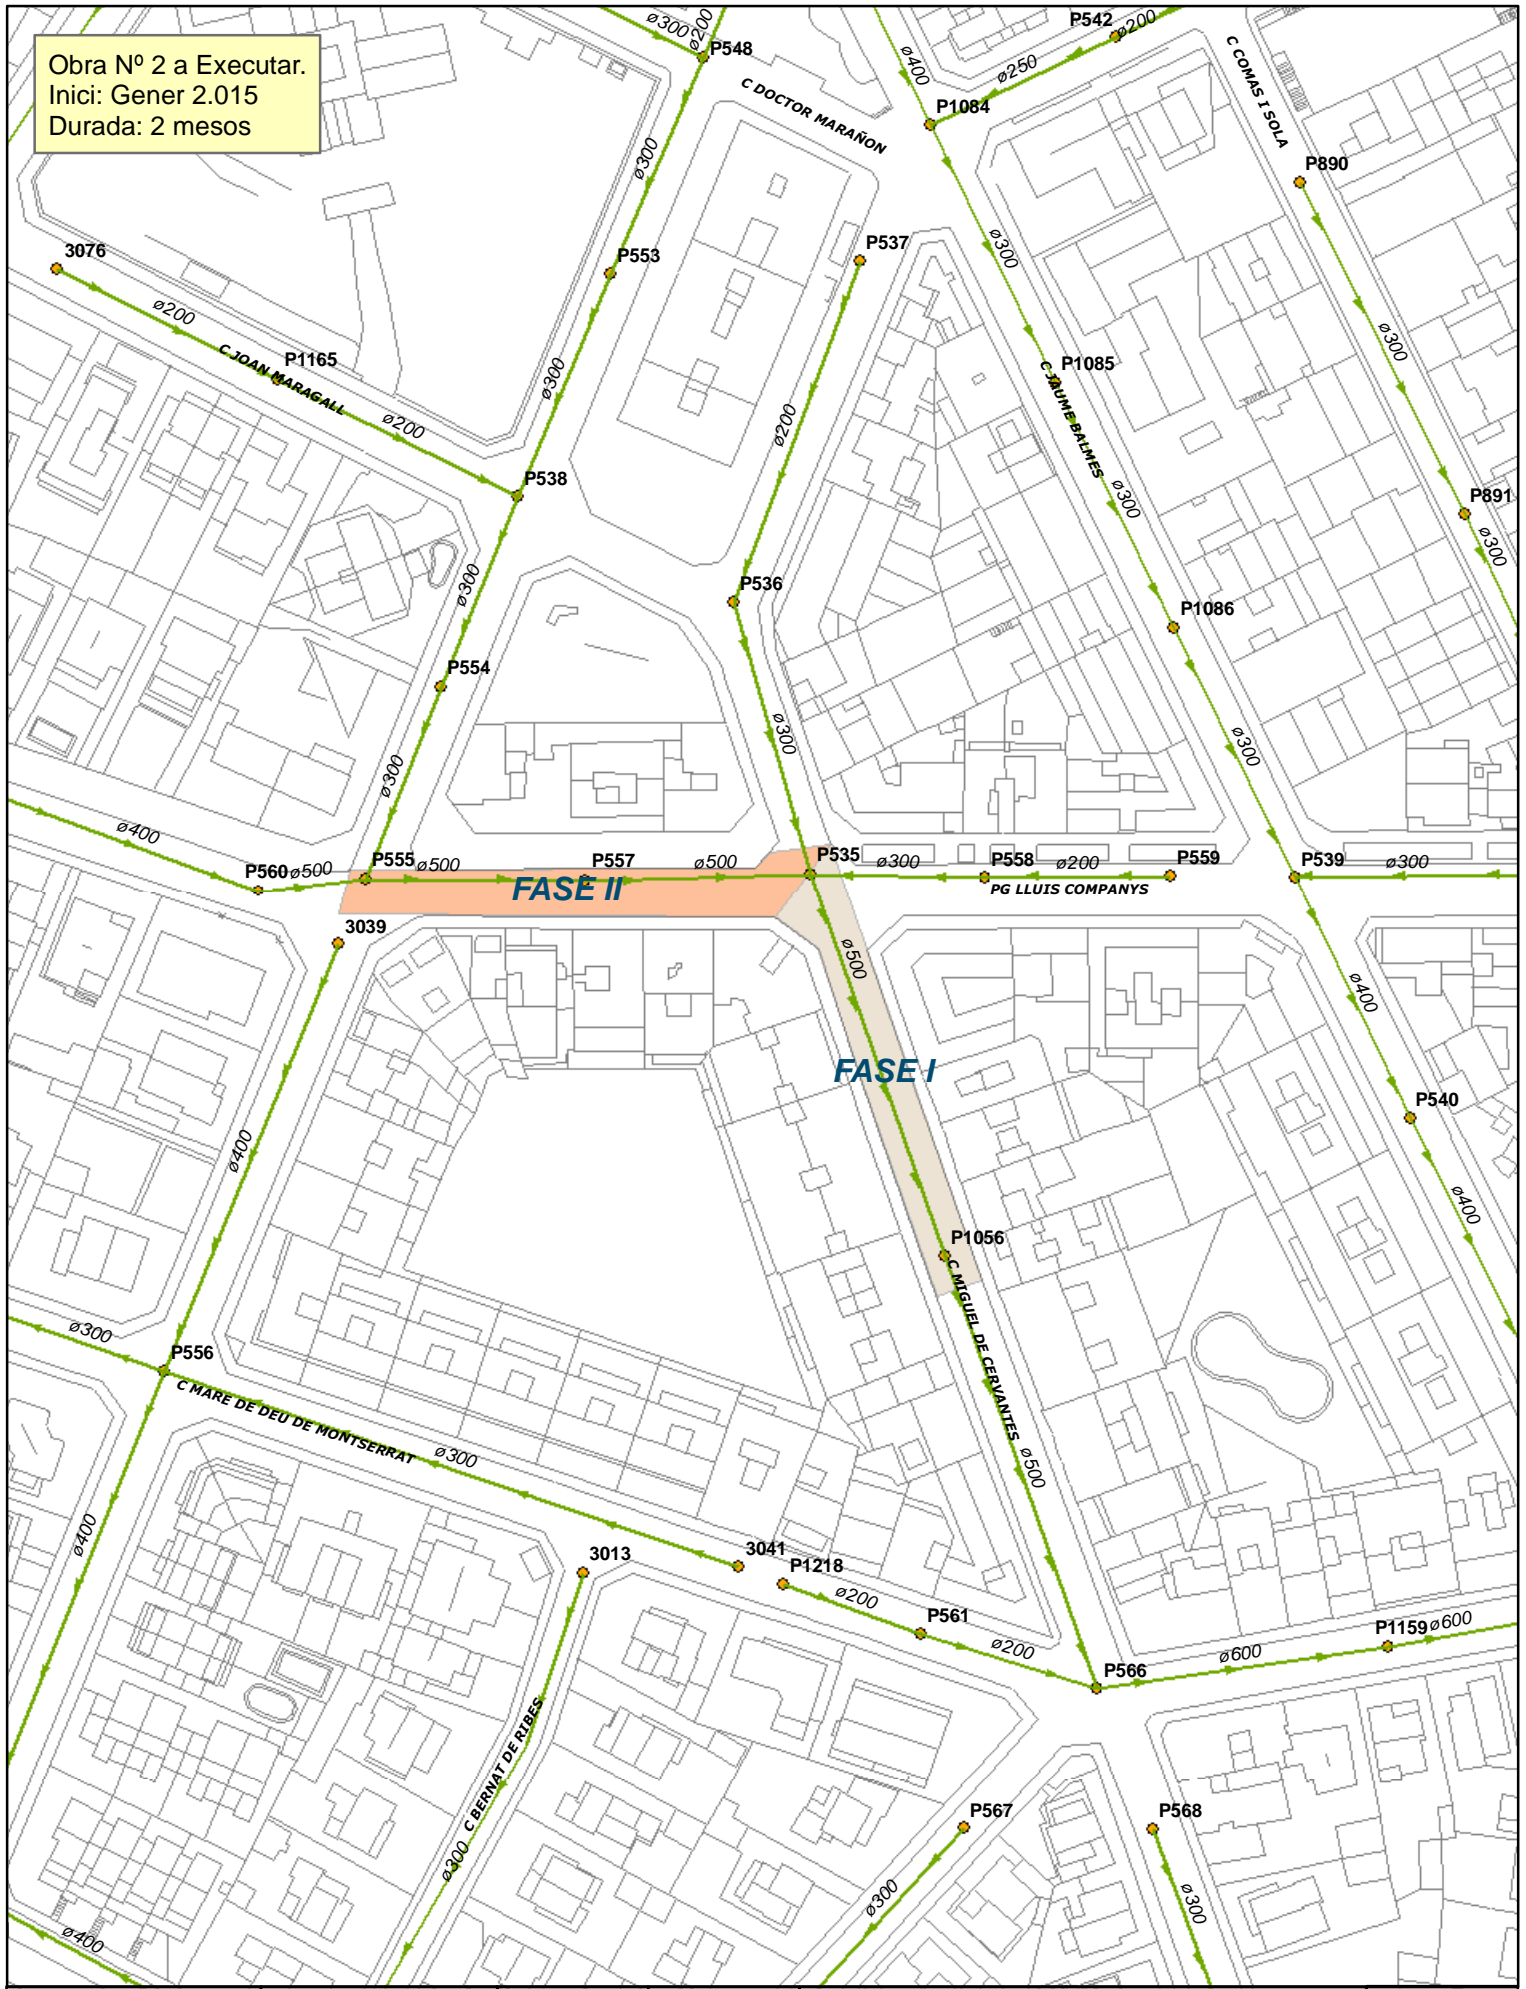 Obra Nº 2 a Executar.
Inici: Gener 2.015
Durada: 2 mesos
ø300
ø200
P548
P542
ø200
ø400
ø250
C COMAS I SOLA
C DOCTOR MARAÑON
P1084
ø300
P890
3076
P553
P537
ø300
ø200
ø300
P1165
C JOAN MARAGALL
ø300
P1085
C JAUME BALMES
ø200
ø200
P538
ø300
P891
ø300
ø300
P536
P1086
P554
ø300
ø300
ø300
ø400
P560
ø500
P555
ø500
P557
ø500
P535
ø300
P558
ø200
P559
P539
ø300
FASE II
PG LLUIS COMPANYS
3039
ø500
ø400
FASE I
P540
ø400
ø400
P1056
C MIGUEL DE CERVANTES
ø300
P556
C MARE DE DEU DE MONTSERRAT
ø300
ø500
ø400
3013
3041
P1218
ø200
P561
ø200
P1159
ø600
ø600
P566
C BERNAT DE RIBES
P567
P568
ø300
ø300
ø300
ø400